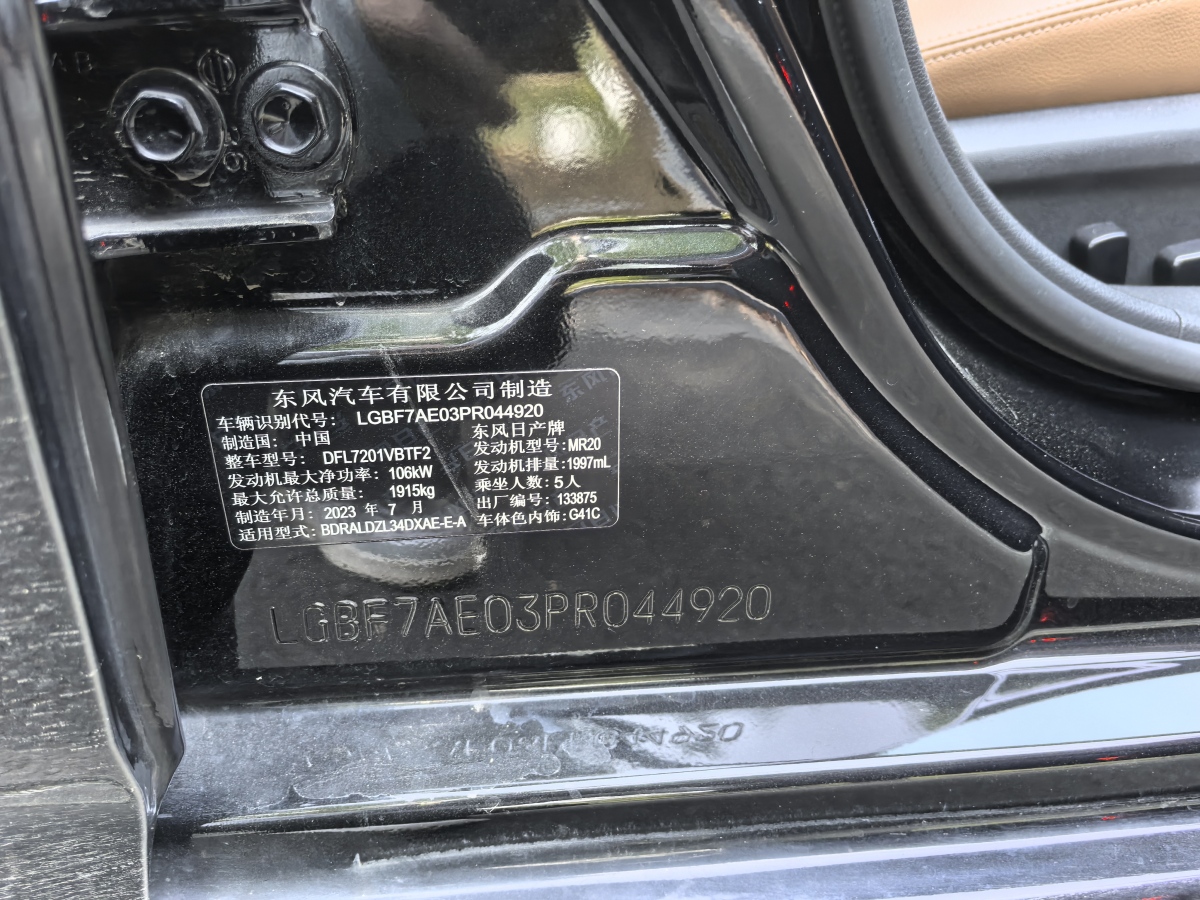 东风汽车有限公司制造
车辆识别代号: LGBF7AE03PR044920
制造国: 中国 东风日产牌
整车型号: DFL7201VBTF2 发动机型号:MR20
发动机最大净功率: 106kW 发动机排量:1997mL
最大允许总质量: 1915kg 乘坐人数:5人
制造年月: 2023 年 7 月 出厂编号: 133875
适用型式: BDRALDZL34DXAE-E-A 车体色内饰:G41C
LGBF7AE03PR044920